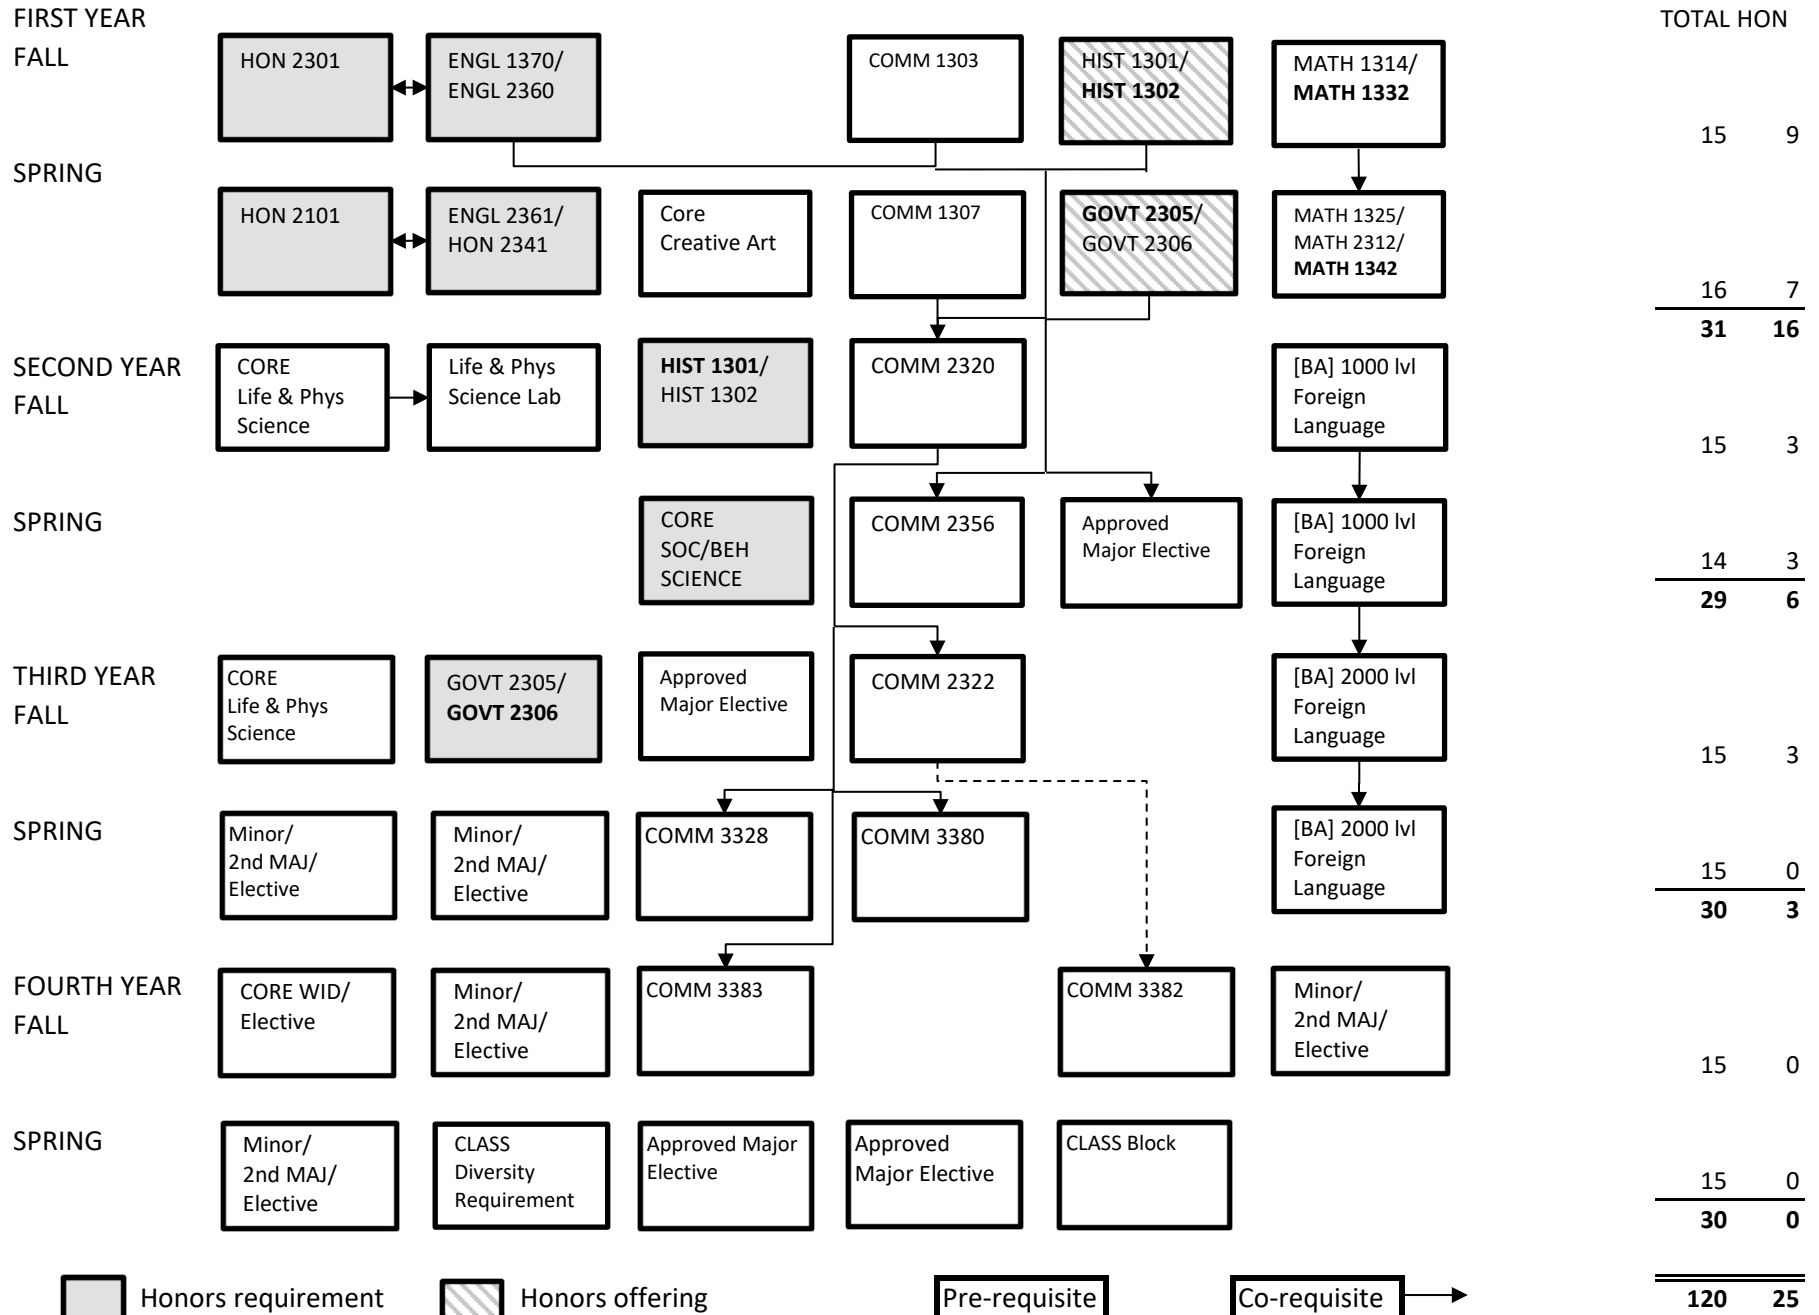 FIRST YEAR
TOTAL HON
FALL
HON 2301
ENGL 1370/
ENGL 2360
COMM 1303
HIST 1301/
HIST 1302
MATH 1314/
MATH 1332
15 9
SPRING
HON 2101
ENGL 2361/
HON 2341
Core
Creative Art
COMM 1307
GOVT 2305/
GOVT 2306
MATH 1325/
MATH 2312/
MATH 1342
16 7
31 16
SECOND YEAR
FALL
CORE
Life & Phys
Science
Life & Phys
Science Lab
HIST 1301/
HIST 1302
COMM 2320
[BA] 1000 lvl
Foreign
Language
15 3
SPRING
CORE
SOC/BEH
SCIENCE
COMM 2356
Approved
Major Elective
[BA] 1000 lvl
Foreign
Language
14 3
29 6
THIRD YEAR
FALL
CORE
Life & Phys
Science
GOVT 2305/
GOVT 2306
Approved
Major Elective
COMM 2322
[BA] 2000 lvl
Foreign
Language
15 3
SPRING
Minor/
2nd MAJ/
Elective
Minor/
2nd MAJ/
Elective
COMM 3328
COMM 3380
[BA] 2000 lvl
Foreign
Language
15 0
30 3
FOURTH YEAR
FALL
CORE WID/
Elective
Minor/
2nd MAJ/
Elective
COMM 3383
COMM 3382
Minor/
2nd MAJ/
Elective
15 0
SPRING
Minor/
2nd MAJ/
Elective
CLASS
Diversity
Requirement
Approved Major
Elective
Approved
Major Elective
CLASS Block
15 0
30 0
Honors requirement
Honors offering
Pre-requisite
Co-requisite
120 25